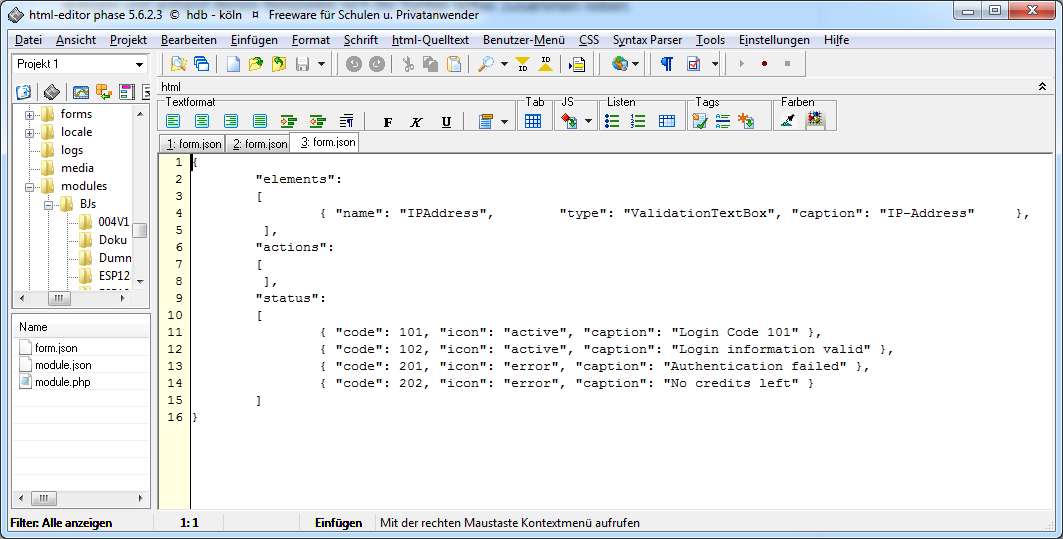 zusammen leben.
html-editor phase 5.6.2.3 © hdb - köln ¤ Freeware für Schulen u. Privatanwender
Datei Ansicht Projekt Bearbeiten Einfügen Format Schrift html-Quelltext Benutzer-Menü CSS Syntax Parser Tools Einstellungen Hilfe
Projekt 1
ID ID
html
Textformat Tab JS Listen Tags Farben
F K U
forms
locale
logs
media
modules
BJs
004V1
Doku
Dumm
ESP12
Name
form.json
module.json
module.php
1: form.json 2: form.json 3: form.json
1 {
2 "elements":
3 [
4 { "name": "IPAddress", "type": "ValidationTextBox", "caption": "IP-Address" },
5 ],
6 "actions":
7 [
8 ],
9 "status":
10 [
11 { "code": 101, "icon": "active", "caption": "Login Code 101" },
12 { "code": 102, "icon": "active", "caption": "Login information valid" },
13 { "code": 201, "icon": "error", "caption": "Authentication failed" },
14 { "code": 202, "icon": "error", "caption": "No credits left" }
15 ]
16 }
Filter: Alle anzeigen 1: 1 Einfügen Mit der rechten Maustaste Kontextmenü aufrufen